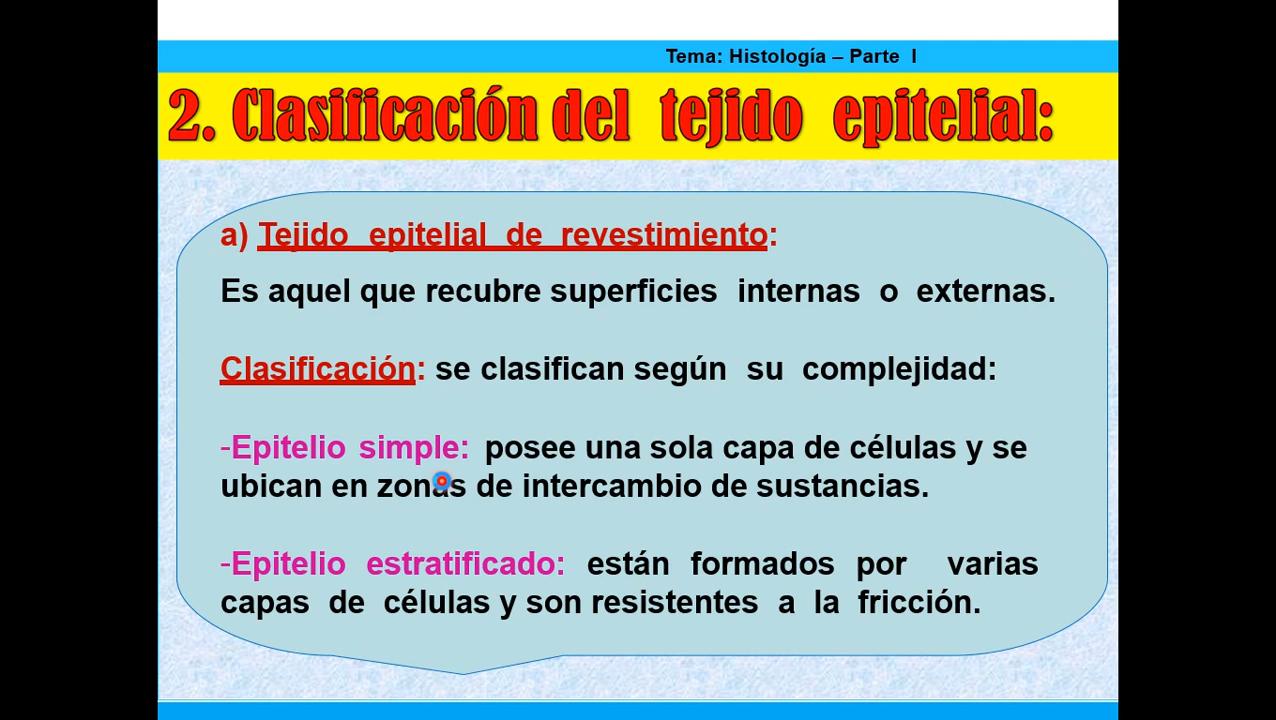 Tema: Histología – Parte I
2. Clasificación del tejido epitelial:
a) Tejido epitelial de revestimiento:
Es aquel que recubre superficies internas o externas.
Clasificación: se clasifican según su complejidad:
-Epitelio simple: posee una sola capa de células y se
ubican en zonas de intercambio de sustancias.
-Epitelio estratificado: están formados por varias
capas de células y son resistentes a la fricción.